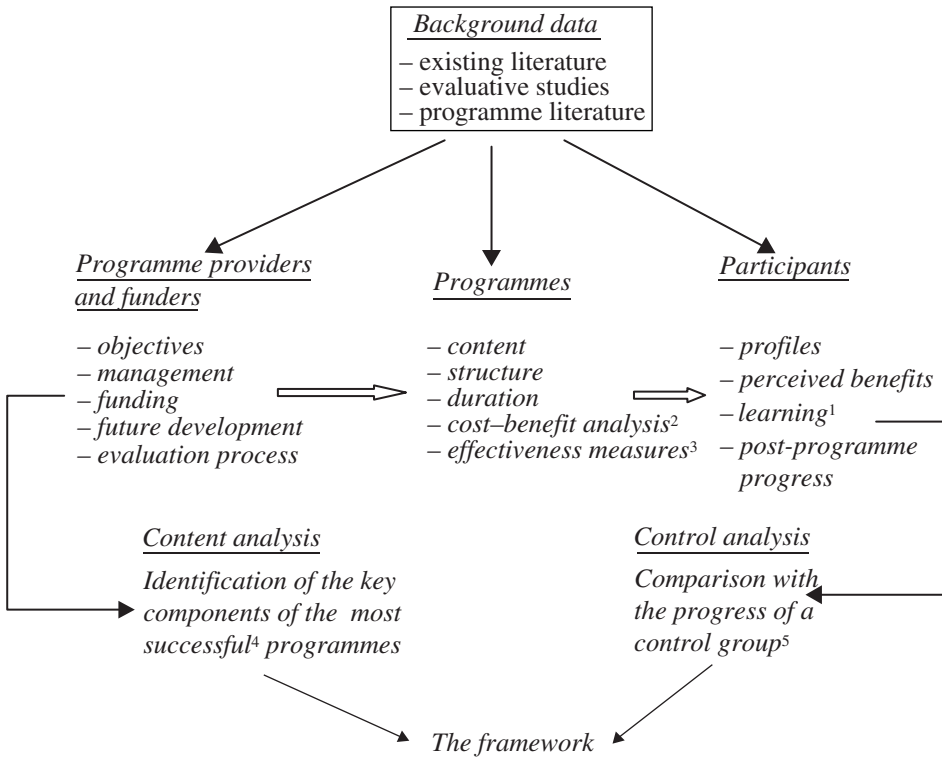 Background data
– existing literature
– evaluative studies
– programme literature
Programme providers
and funders
– objectives
– management
– funding
– future development
– evaluation process
Programmes
– content
– structure
– duration
– cost–benefit analysis²
– effectiveness measures³
Participants
– profiles
– perceived benefits
– learning¹
– post-programme
progress
Content analysis
Identification of the key
components of the most
successful⁴ programmes
Control analysis
Comparison with
the progress of a
control group⁵
The framework